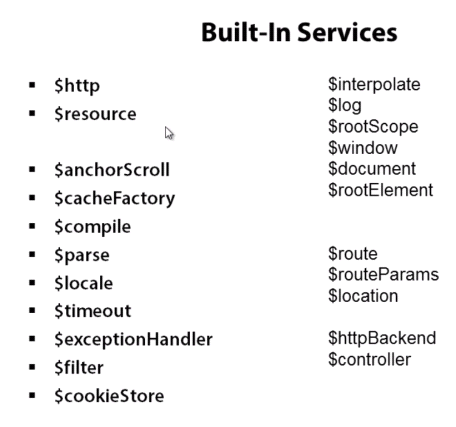 Built-In Services
▪ $http
▪ $resource
▪ $anchorScroll
▪ $cacheFactory
▪ $compile
▪ $parse
▪ $locale
▪ $timeout
▪ $exceptionHandler
▪ $filter
▪ $cookieStore
$interpolate
$log
$rootScope
$window
$document
$rootElement
$route
$routeParams
$location
$httpBackend
$controller